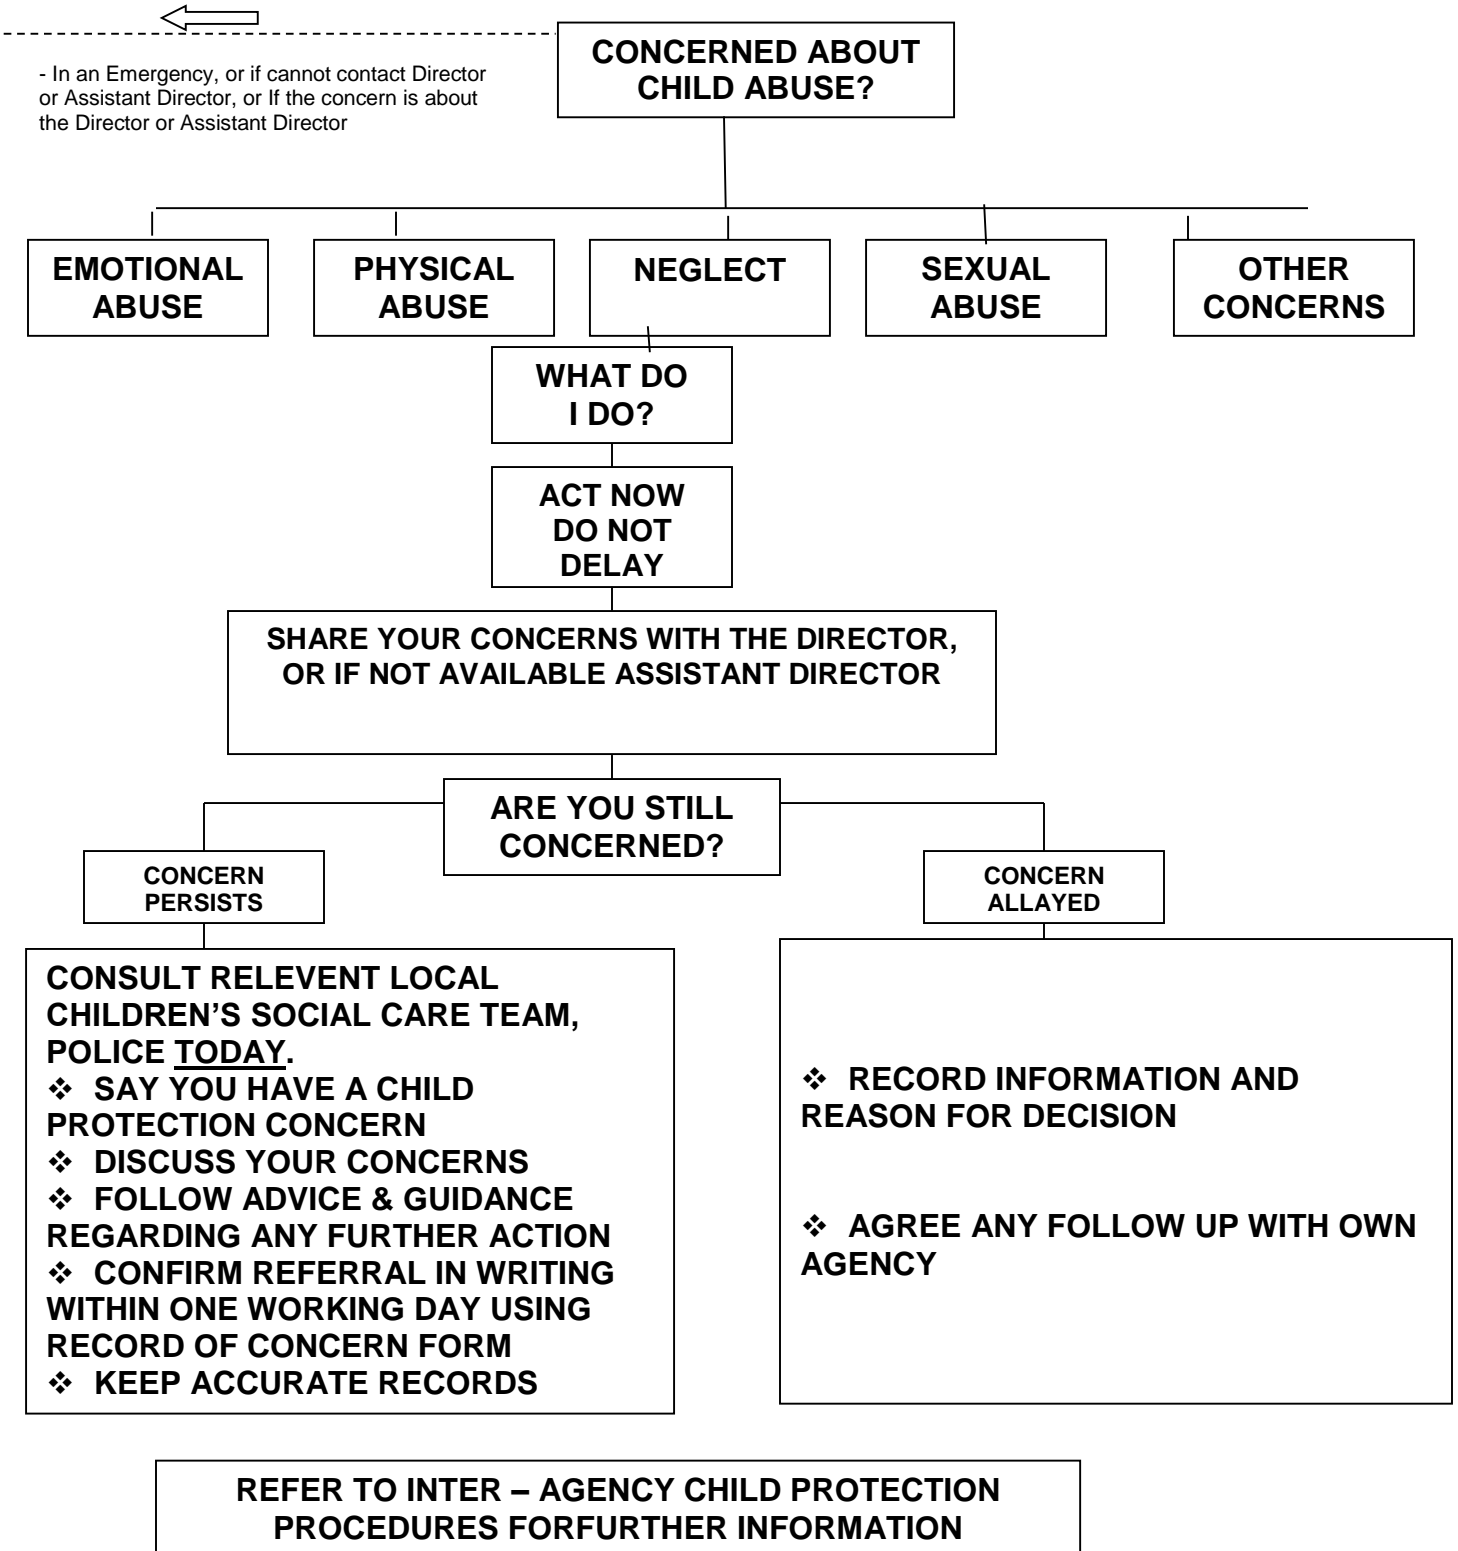 CONCERNED ABOUT
CHILD ABUSE?
- In an Emergency, or if cannot contact Director
or Assistant Director, or If the concern is about
the Director or Assistant Director
EMOTIONAL
ABUSE
PHYSICAL
ABUSE
NEGLECT
SEXUAL
ABUSE
OTHER
CONCERNS
WHAT DO
I DO?
ACT NOW
DO NOT
DELAY
SHARE YOUR CONCERNS WITH THE DIRECTOR,
OR IF NOT AVAILABLE ASSISTANT DIRECTOR
ARE YOU STILL
CONCERNED?
CONCERN
PERSISTS
CONCERN
ALLAYED
CONSULT RELEVENT LOCAL
CHILDREN’S SOCIAL CARE TEAM,
POLICE TODAY.
❖ SAY YOU HAVE A CHILD
PROTECTION CONCERN
❖ DISCUSS YOUR CONCERNS
❖ FOLLOW ADVICE & GUIDANCE
REGARDING ANY FURTHER ACTION
❖ CONFIRM REFERRAL IN WRITING
WITHIN ONE WORKING DAY USING
RECORD OF CONCERN FORM
❖ KEEP ACCURATE RECORDS
❖ RECORD INFORMATION AND
REASON FOR DECISION
❖ AGREE ANY FOLLOW UP WITH OWN
AGENCY
REFER TO INTER – AGENCY CHILD PROTECTION
PROCEDURES FORFURTHER INFORMATION